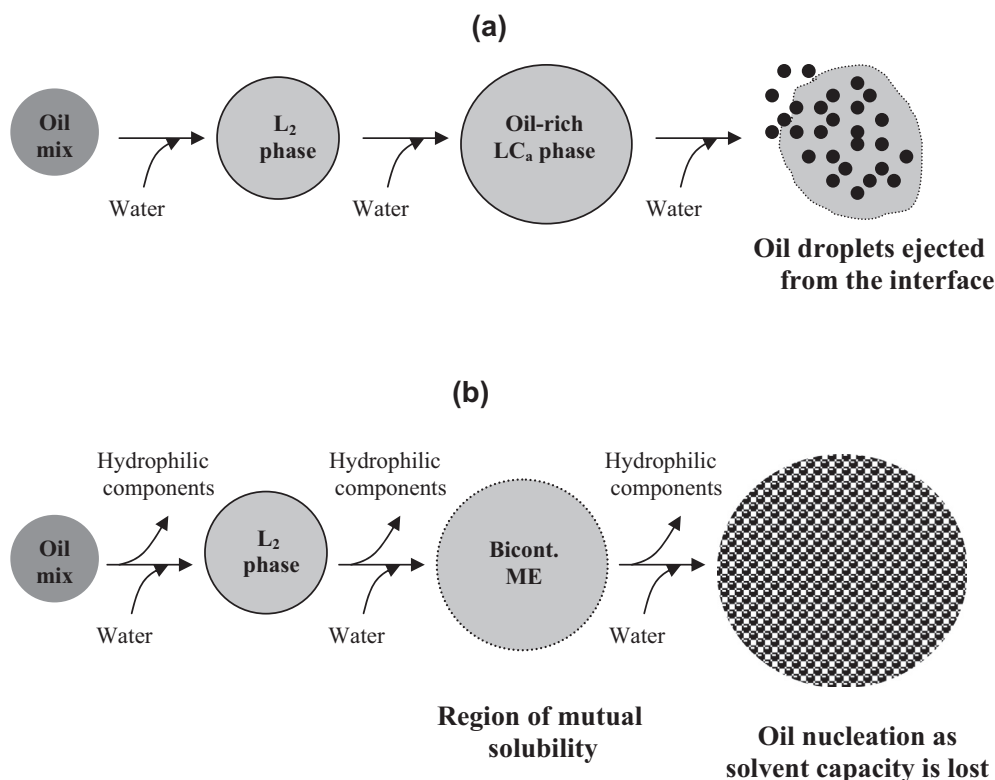 (a)
Oil
mix
Water
L₂
phase
Water
Oil-rich
LCₐ phase
Water
Oil droplets ejected
from the interface
(b)
Hydrophilic
components
Oil
mix
Water
L₂
phase
Hydrophilic
components
Water
Bicont.
ME
Hydrophilic
components
Water
Region of mutual
solubility
Oil nucleation as
solvent capacity is lost